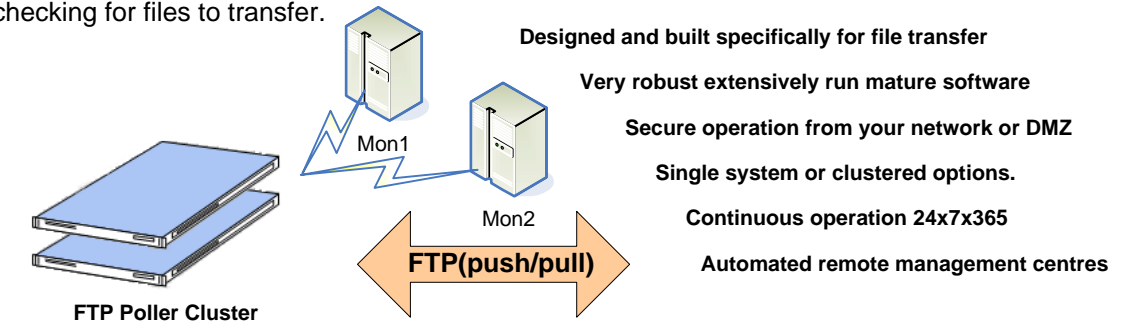 checking for files to transfer.
Designed and built specifically for file transfer
Very robust extensively run mature software
Secure operation from your network or DMZ
Mon1
Single system or clustered options.
Mon2
Continuous operation 24x7x365
FTP(push/pull)
Automated remote management centres
FTP Poller Cluster